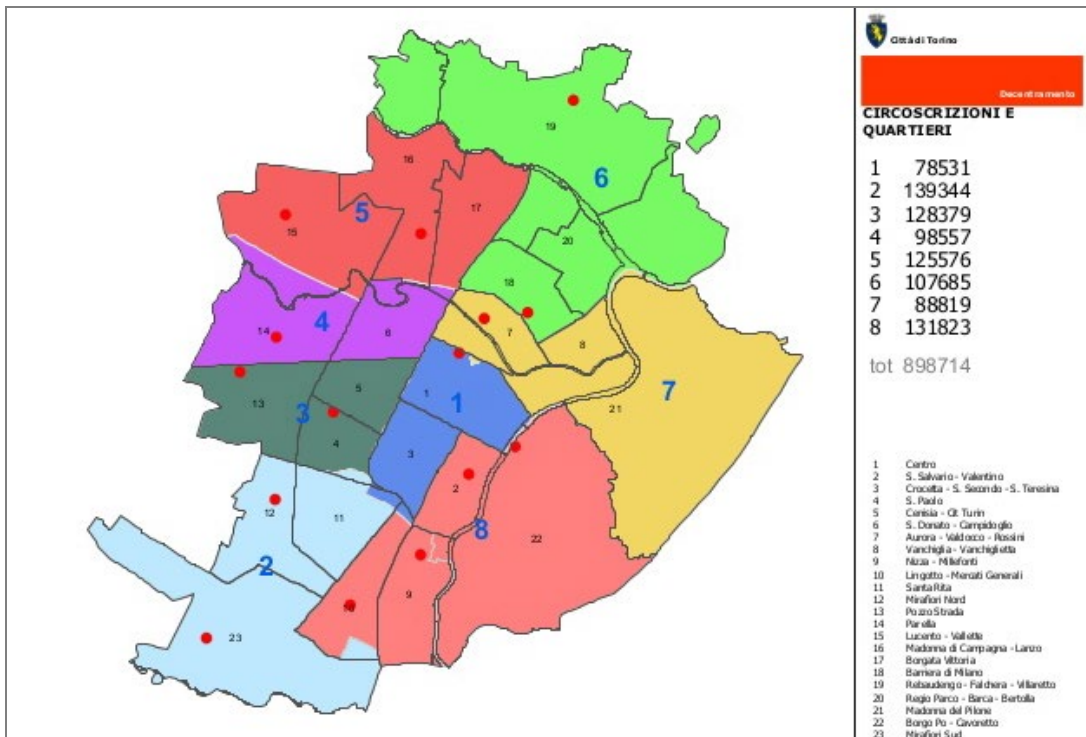 Città di Torino
Decentramento
CIRCOSCRIZIONI E
QUARTIERI
1 78531
2 139344
3 128379
4 98557
5 125576
6 107685
7 88819
8 131823
tot 898714
1 Centro
2 S. Salvario - Valentino
3 Crocetta - S. Secondo - S. Teresina
4 S. Paolo
5 Cenisia - Cit Turin
6 S. Donato - Campidoglio
7 Aurora - Valdocco - Rossini
8 Vanchiglia - Vanchiglietta
9 Nizza - Millefonti
10 Lingotto - Mercati Generali
11 Santa Rita
12 Mirafiori Nord
13 Pozzo Strada
14 Parella
15 Lucento - Vallette
16 Madonna di Campagna - Lanzo
17 Borgata Vittoria
18 Barriera di Milano
19 Rebaudengo - Falchera - Villaretto
20 Regio Parco - Barca - Bertolla
21 Madonna del Pilone
22 Borgo Po - Cavoretto
23 Mirafiori Sud
19
16
6
17
5
15
20
18
14
4
6
7
8
5
13
3
1
1
7
21
4
3
2
12
11
8
22
2
9
10
23